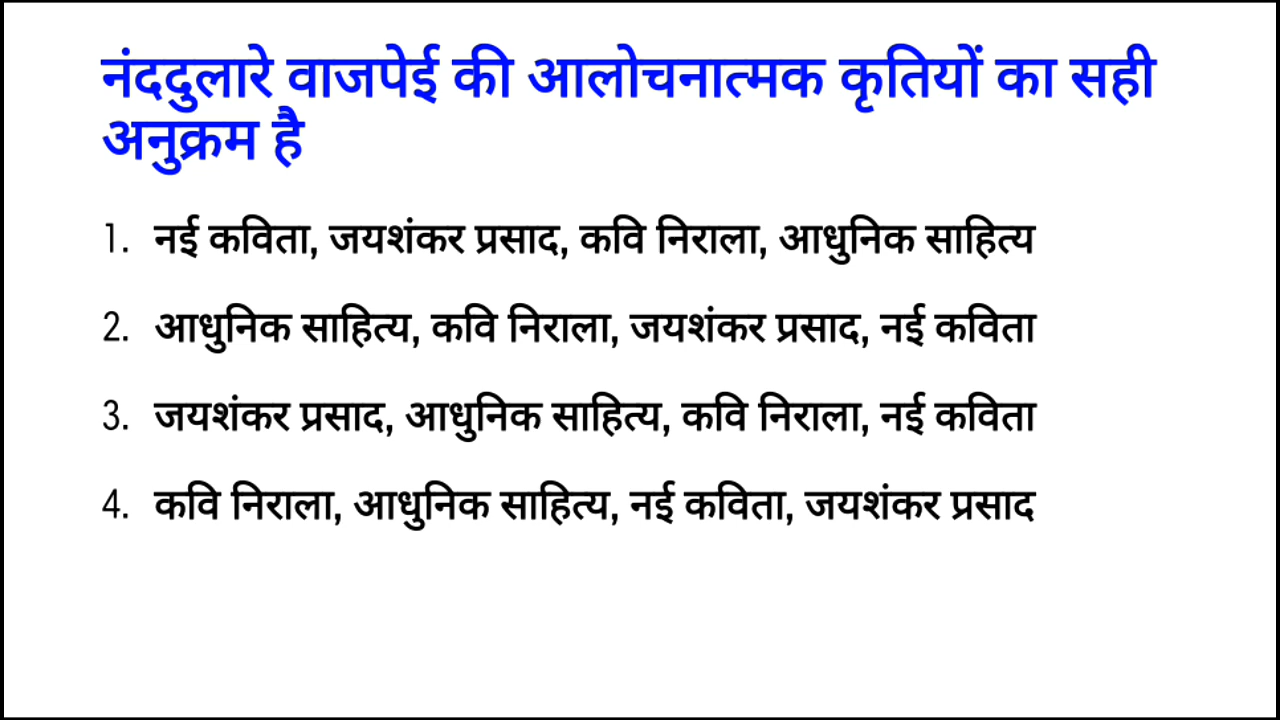 नंददुलारे वाजपेई की आलोचनात्मक कृतियों का सही
अनुक्रम है
1. नई कविता, जयशंकर प्रसाद, कवि निराला, आधुनिक साहित्य
2. आधुनिक साहित्य, कवि निराला, जयशंकर प्रसाद, नई कविता
3. जयशंकर प्रसाद, आधुनिक साहित्य, कवि निराला, नई कविता
4. कवि निराला, आधुनिक साहित्य, नई कविता, जयशंकर प्रसाद